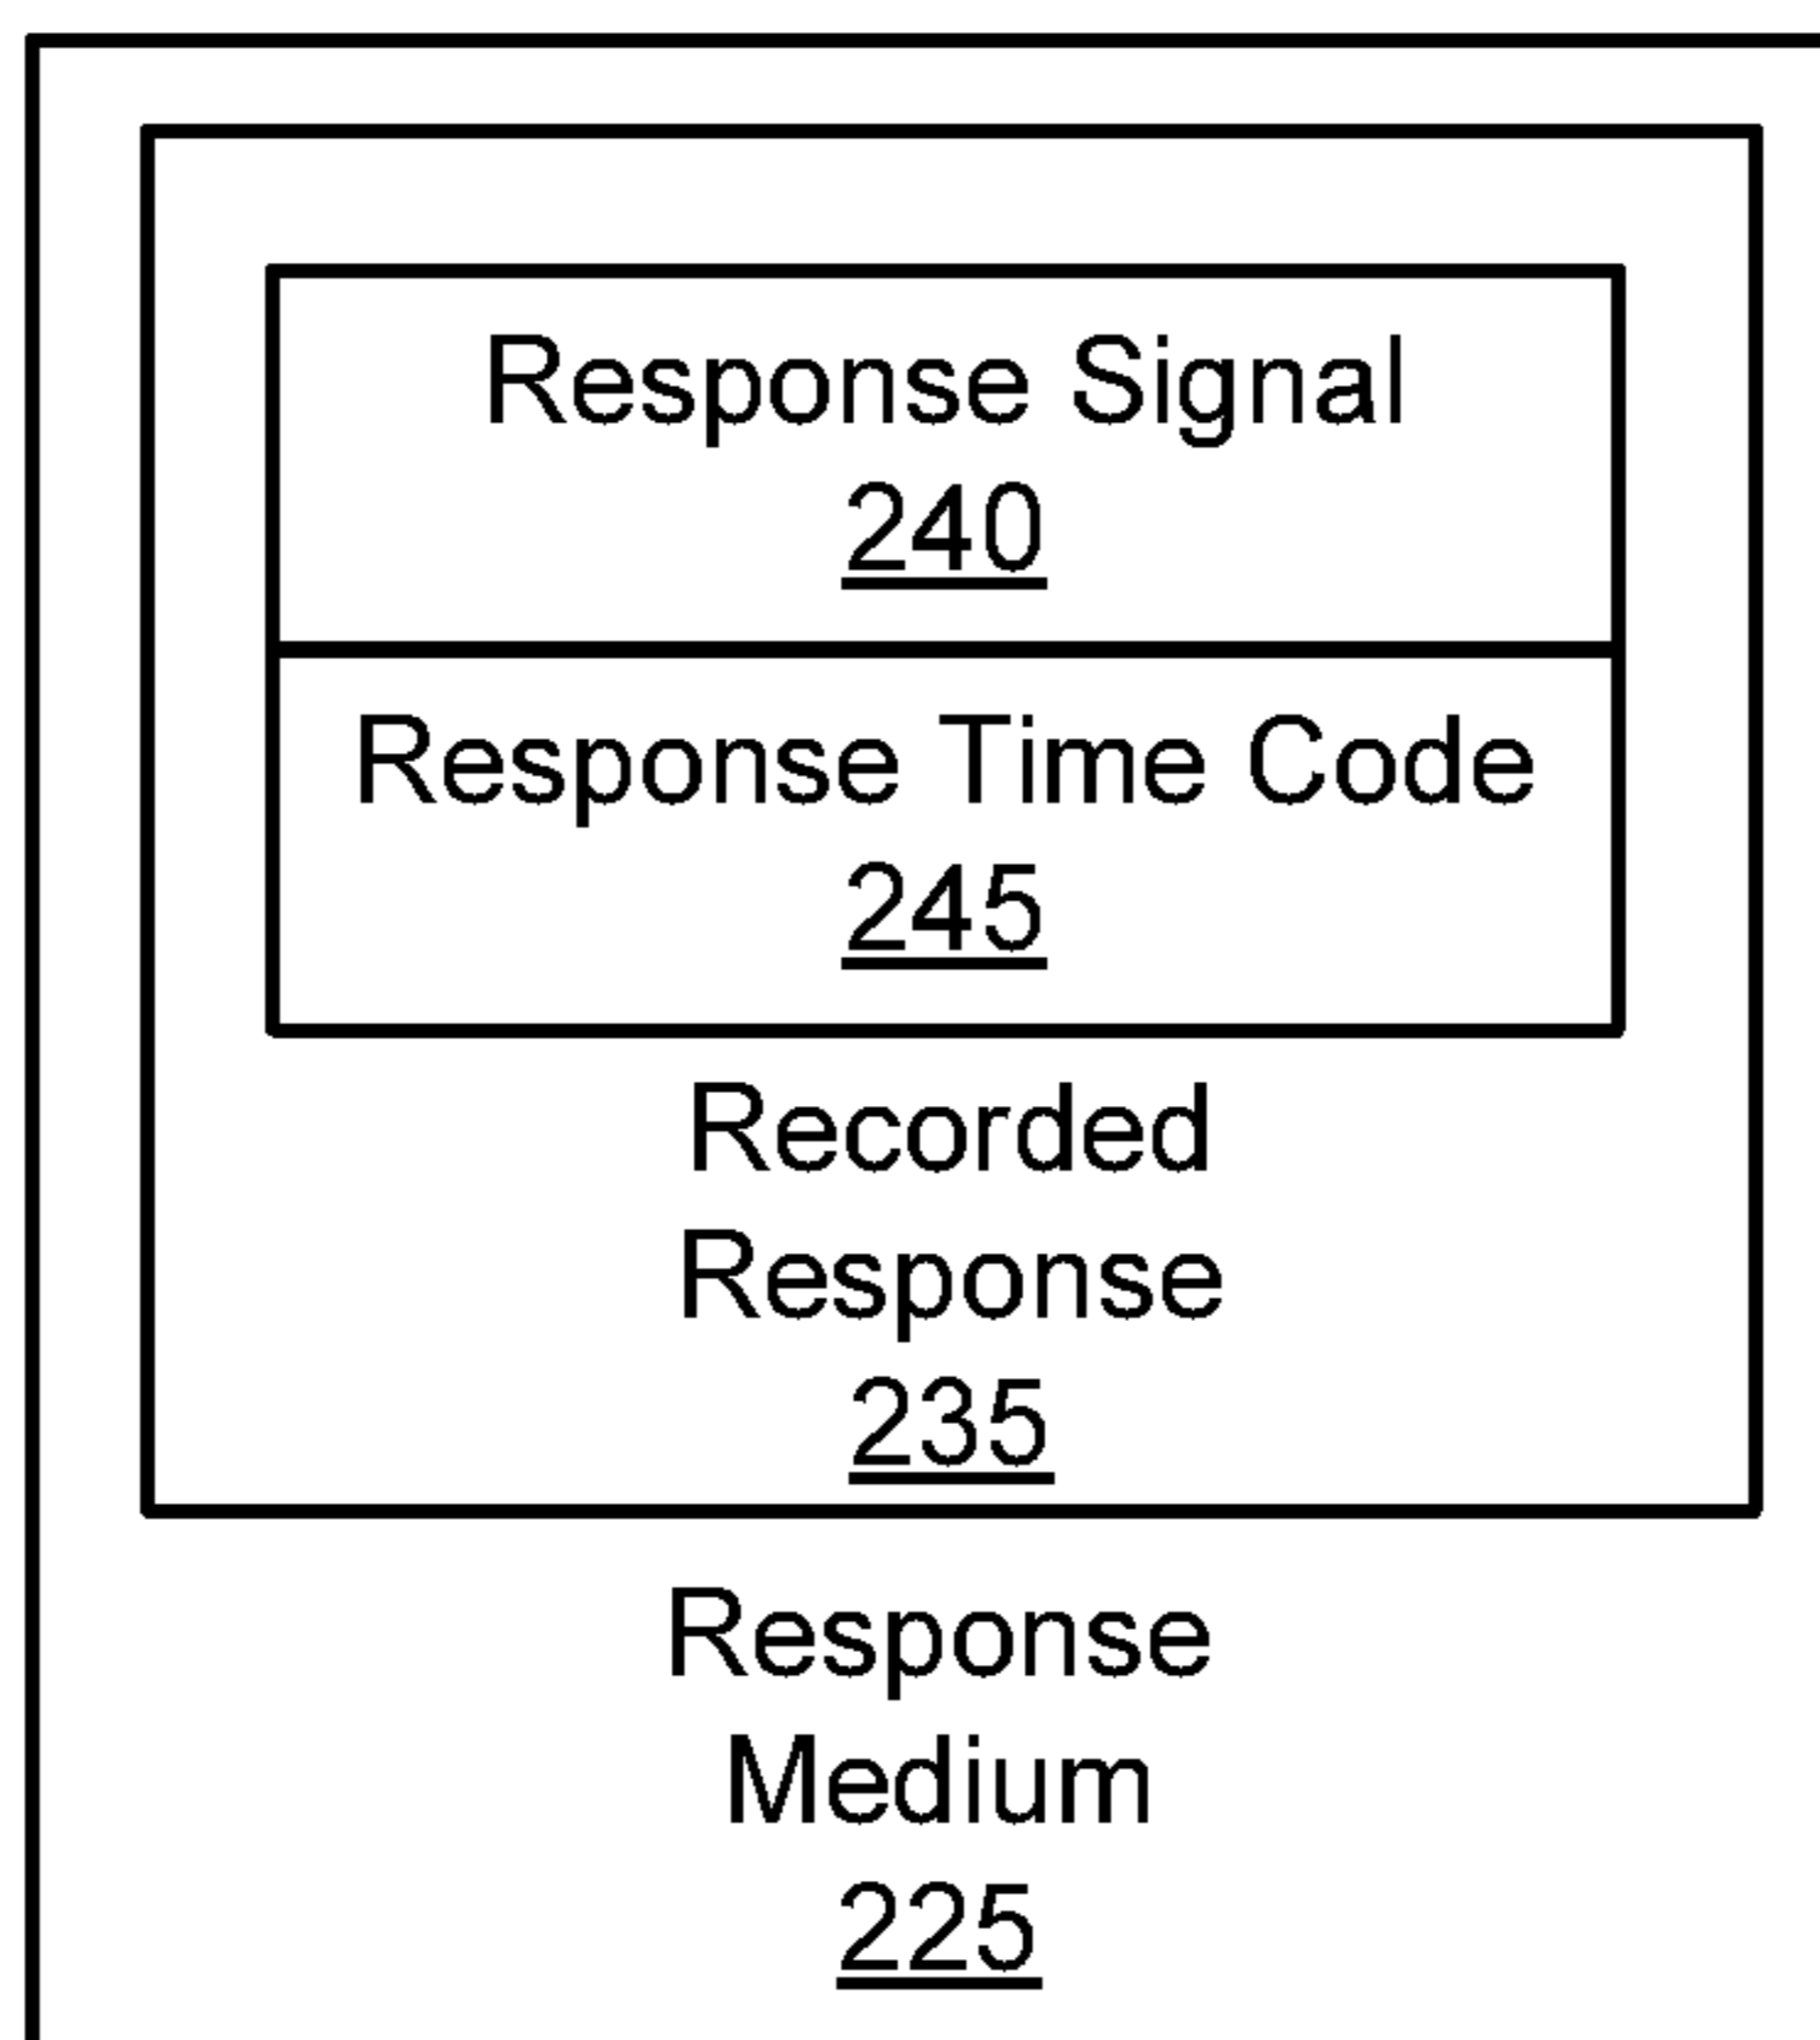 Response Signal
240
Response Time Code
245
Recorded
Response
235
Response
Medium
225